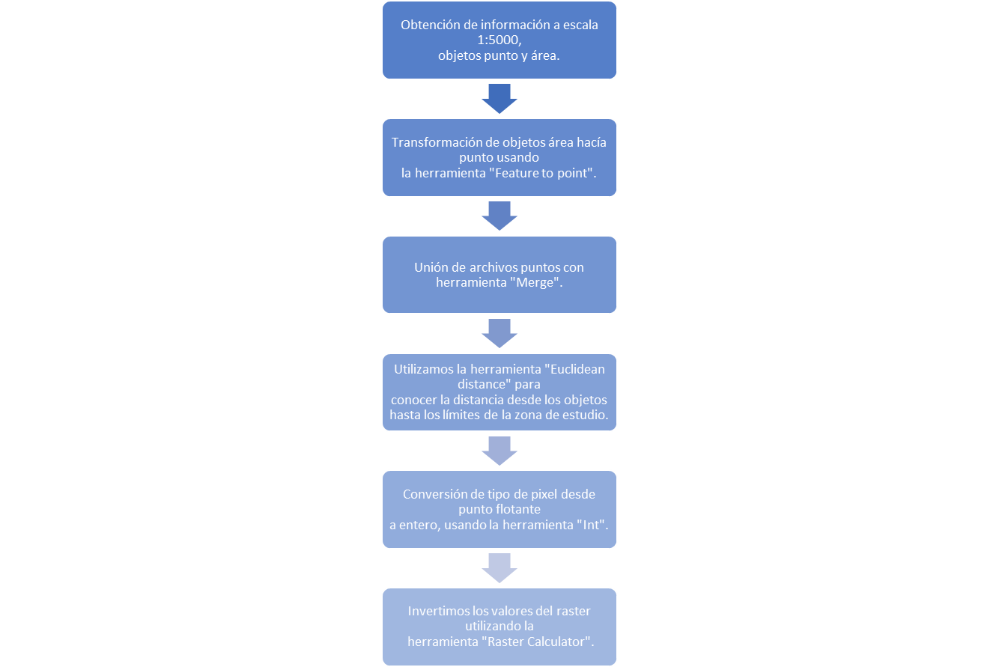 Obtención de información a escala
1:5000,
objetos punto y área.
Transformación de objetos área hacía
punto usando
la herramienta "Feature to point".
Unión de archivos puntos con
herramienta "Merge".
Utilizamos la herramienta "Euclidean
distance" para
conocer la distancia desde los objetos
hasta los límites de la zona de estudio.
Conversión de tipo de pixel desde
punto flotante
a entero, usando la herramienta "Int".
Invertimos los valores del raster
utilizando la
herramienta "Raster Calculator".